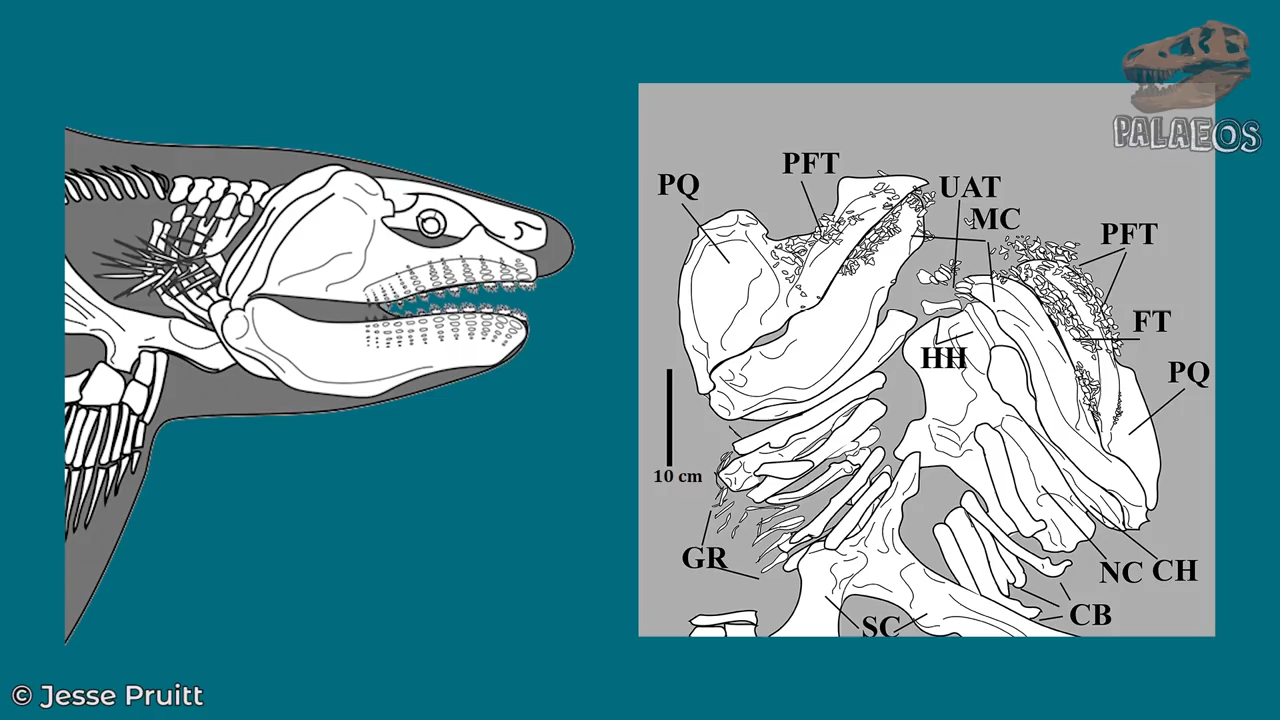 PALAEOS
PFT
PQ
UAT
MC
PFT
FT
HH
PQ
10 cm
GR
NC CH
CB
SC
© Jesse Pruitt